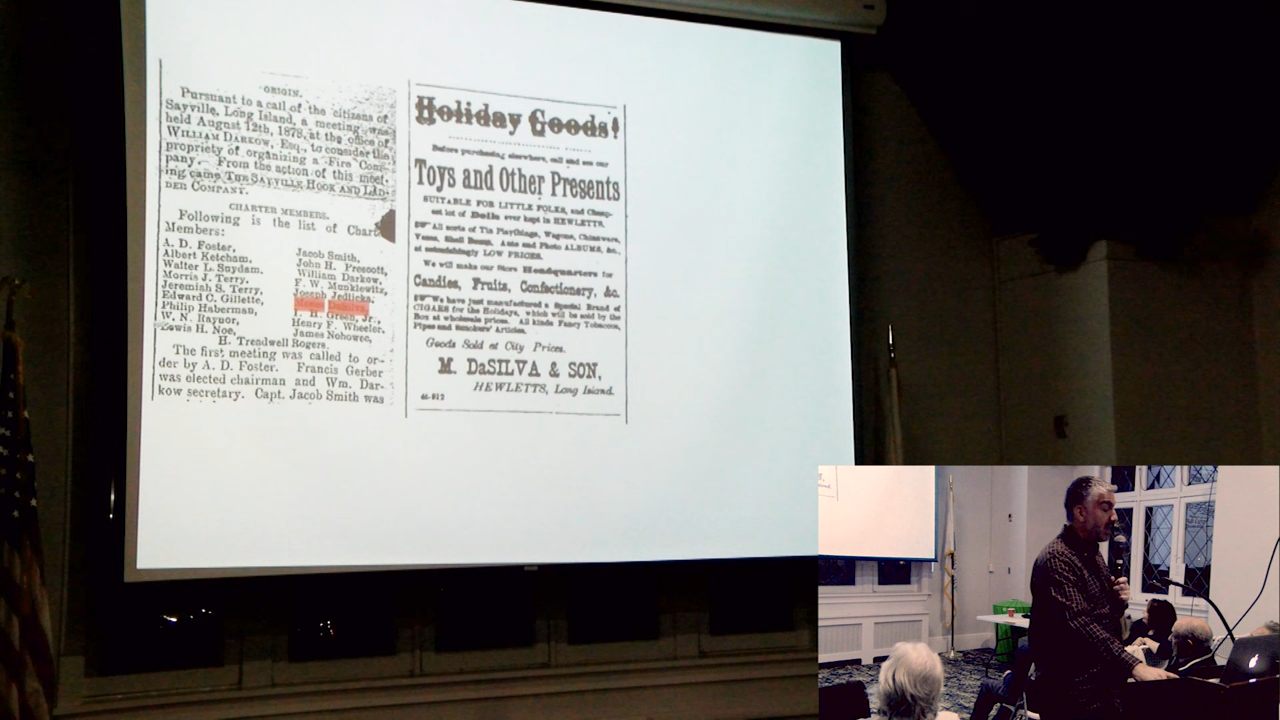 ORIGIN.
Pursuant to a call of the citizens of
Sayville, Long Island, a meeting was
held August 12th, 1878, at the office of
WILLIAM DARKOW, Esq., to consider the
propriety of organizing a Fire Com-
pany. From the action of this meet-
ing came THE SAYVILLE HOOK AND LAD-
DER COMPANY.
CHARTER MEMBERS.
Following is the list of Chart
Members:
A. D. Foster,
Albert Ketcham,
Walter L. Suydam,
Morris J. Terry,
Jeremiah S. Terry,
Edward C. Gillette,
Philip Haberman,
W. N. Raynor,
Lewis H. Noe,
Jacob Smith,
John H. Prescott,
William Darkow,
F. W. Munklewitz,
Joseph Jedlicka,
DaSilva,
H. Green, Jr.,
Henry F. Wheeler,
James Nohowec,
H. Treadwell Rogers.
The first meeting was called to or-
der by A. D. Foster. Francis Gerber
was elected chairman and Wm. Dar-
kow secretary. Capt. Jacob Smith was
Holiday Goods!
Before purchasing elsewhere, call and see our
Toys and Other Presents
SUITABLE FOR LITTLE FOLKS, and Cheap-
est lot of Dolls ever kept in HEWLETTS.
All sorts of Tin Playthings, Wagons, Chinaware,
Vases, Shell Boxes, Auto and Photo ALBUMS, &c.,
at astonishingly LOW PRICES.
We will make our Store Headquarters for
Candies, Fruits, Confectionery, &c.
We have just manufactured a Special Brand of
CIGARS for the Holidays, which will be sold by the
Box at wholesale prices. All kinds Fancy Tobaccos,
Pipes and Smokers' Articles.
Goods Sold at City Prices.
M. DaSILVA & SON,
HEWLETTS, Long Island.